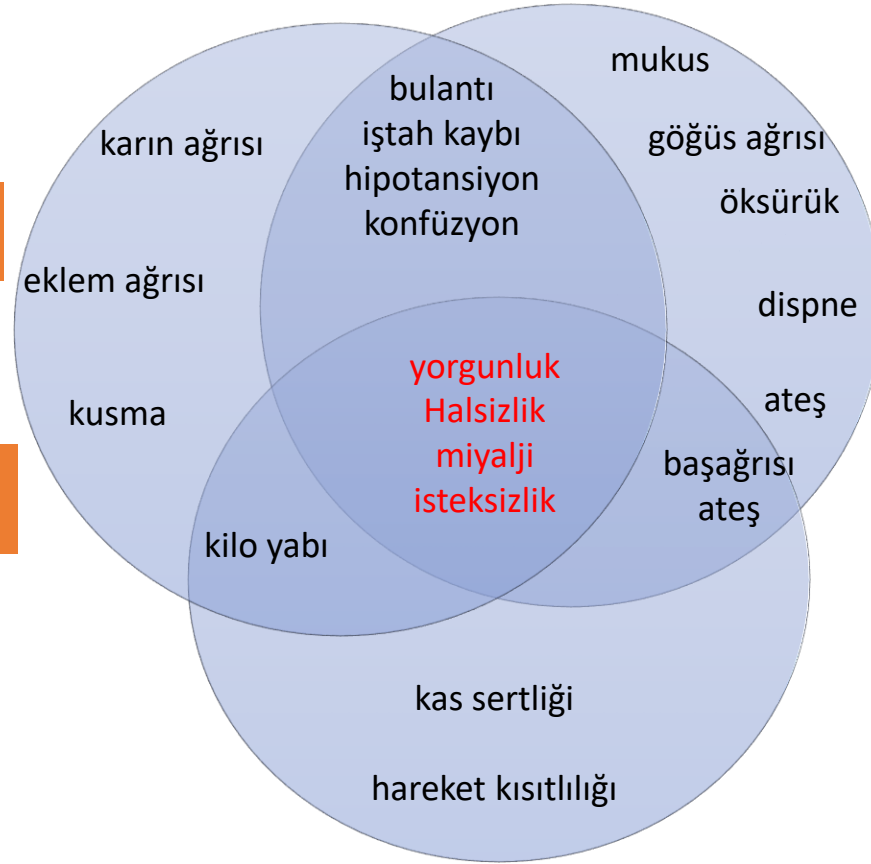 mukus
bulantı
iştah kaybı
hipotansiyon
konfüzyon
karın ağrısı
göğüs ağrısı
öksürük
eklem ağrısı
dispne
yorgunluk
Halsizlik
miyalji
isteksizlik
kusma
ateş
başağrısı
ateş
kilo yabı
kas sertliği
hareket kısıtlılığı